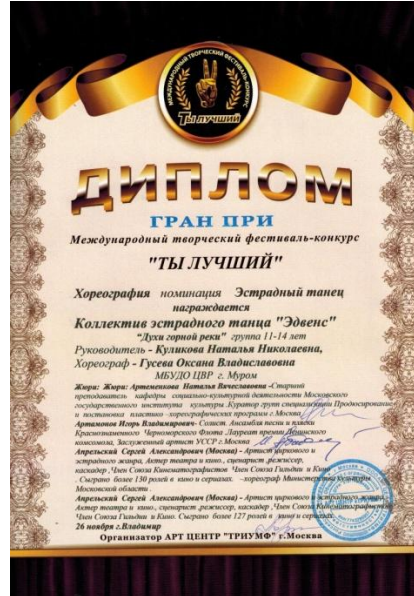 МЕЖДУНАРОДНЫЙ ТВОРЧЕСКИЙ ФЕСТИВАЛЬ-КОНКУРС
Ты лучший
ДИПЛОМ
ГРАН ПРИ
Международный творческий фестиваль-конкурс
"ТЫ ЛУЧШИЙ"
Хореография номинация Эстрадный танец
награждается
Коллектив эстрадного танца "Эдвенс"
"Духи горной реки" группа 11-14 лет
Руководитель - Куликова Наталья Николаевна,
Хореограф - Гусева Оксана Владиславовна
МБУДО ЦВР г. Муром
Жюри: Жюри: Артеменкова Наталья Вячеславовна -Старший
преподаватель кафедры социально-культурной деятельности Московского
государственного института культуры .Куратор групп специализации Продюсирование
и постановка пластико -хореографических программ г.Москва
Артамонов Игорь Владимирович- Солист Ансамбля песни и пляски
Краснознаменного Черноморского Флота .Лауреат премии Ленинского
комсомола, Заслуженный артист УССР г.Москва
Апрельский Сергей Александрович (Москва) - Артист циркового и
эстрадного жанра, Актер театра и кино, сценарист ,режиссер,
каскадер ,Член Союза Кинематографистов Член Союза Гильдии и Кино
. Сыграно более 130 ролей в кино и сериалах. -хореограф Министерства Культуры
Московской области .
Апрельский Сергей Александрович (Москва) - Артист циркового и эстрадного жанра,
Актер театра и кино, сценарист ,режиссер, каскадер ,Член Союза Кинематографистов
Член Союза Гильдии и Кино. Сыграно более 127 ролей в кино и сериалах.
26 ноября г.Владимир
Организатор АРТ ЦЕНТР "ТРИУМФ" г.Москва